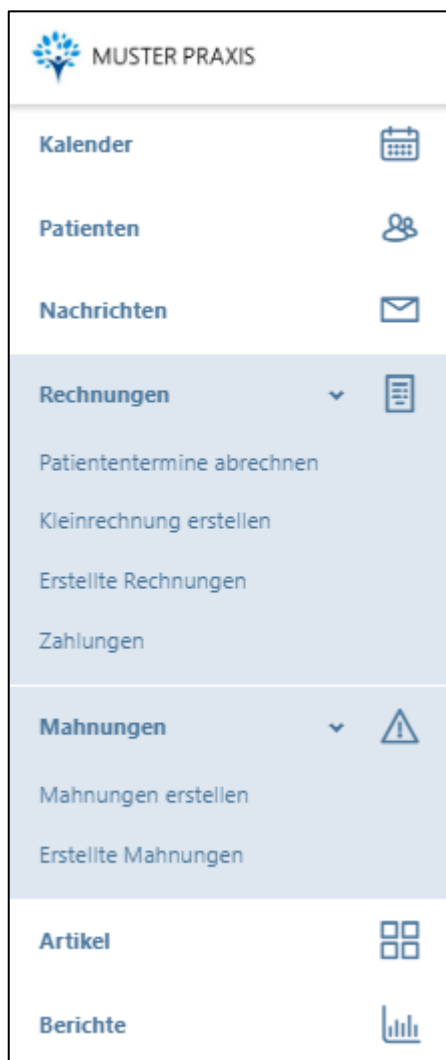 MUSTER PRAXIS
Kalender
Patienten
Nachrichten
Rechnungen
Patiententermine abrechnen
Kleinrechnung erstellen
Erstellte Rechnungen
Zahlungen
Mahnungen
Mahnungen erstellen
Erstellte Mahnungen
Artikel
Berichte